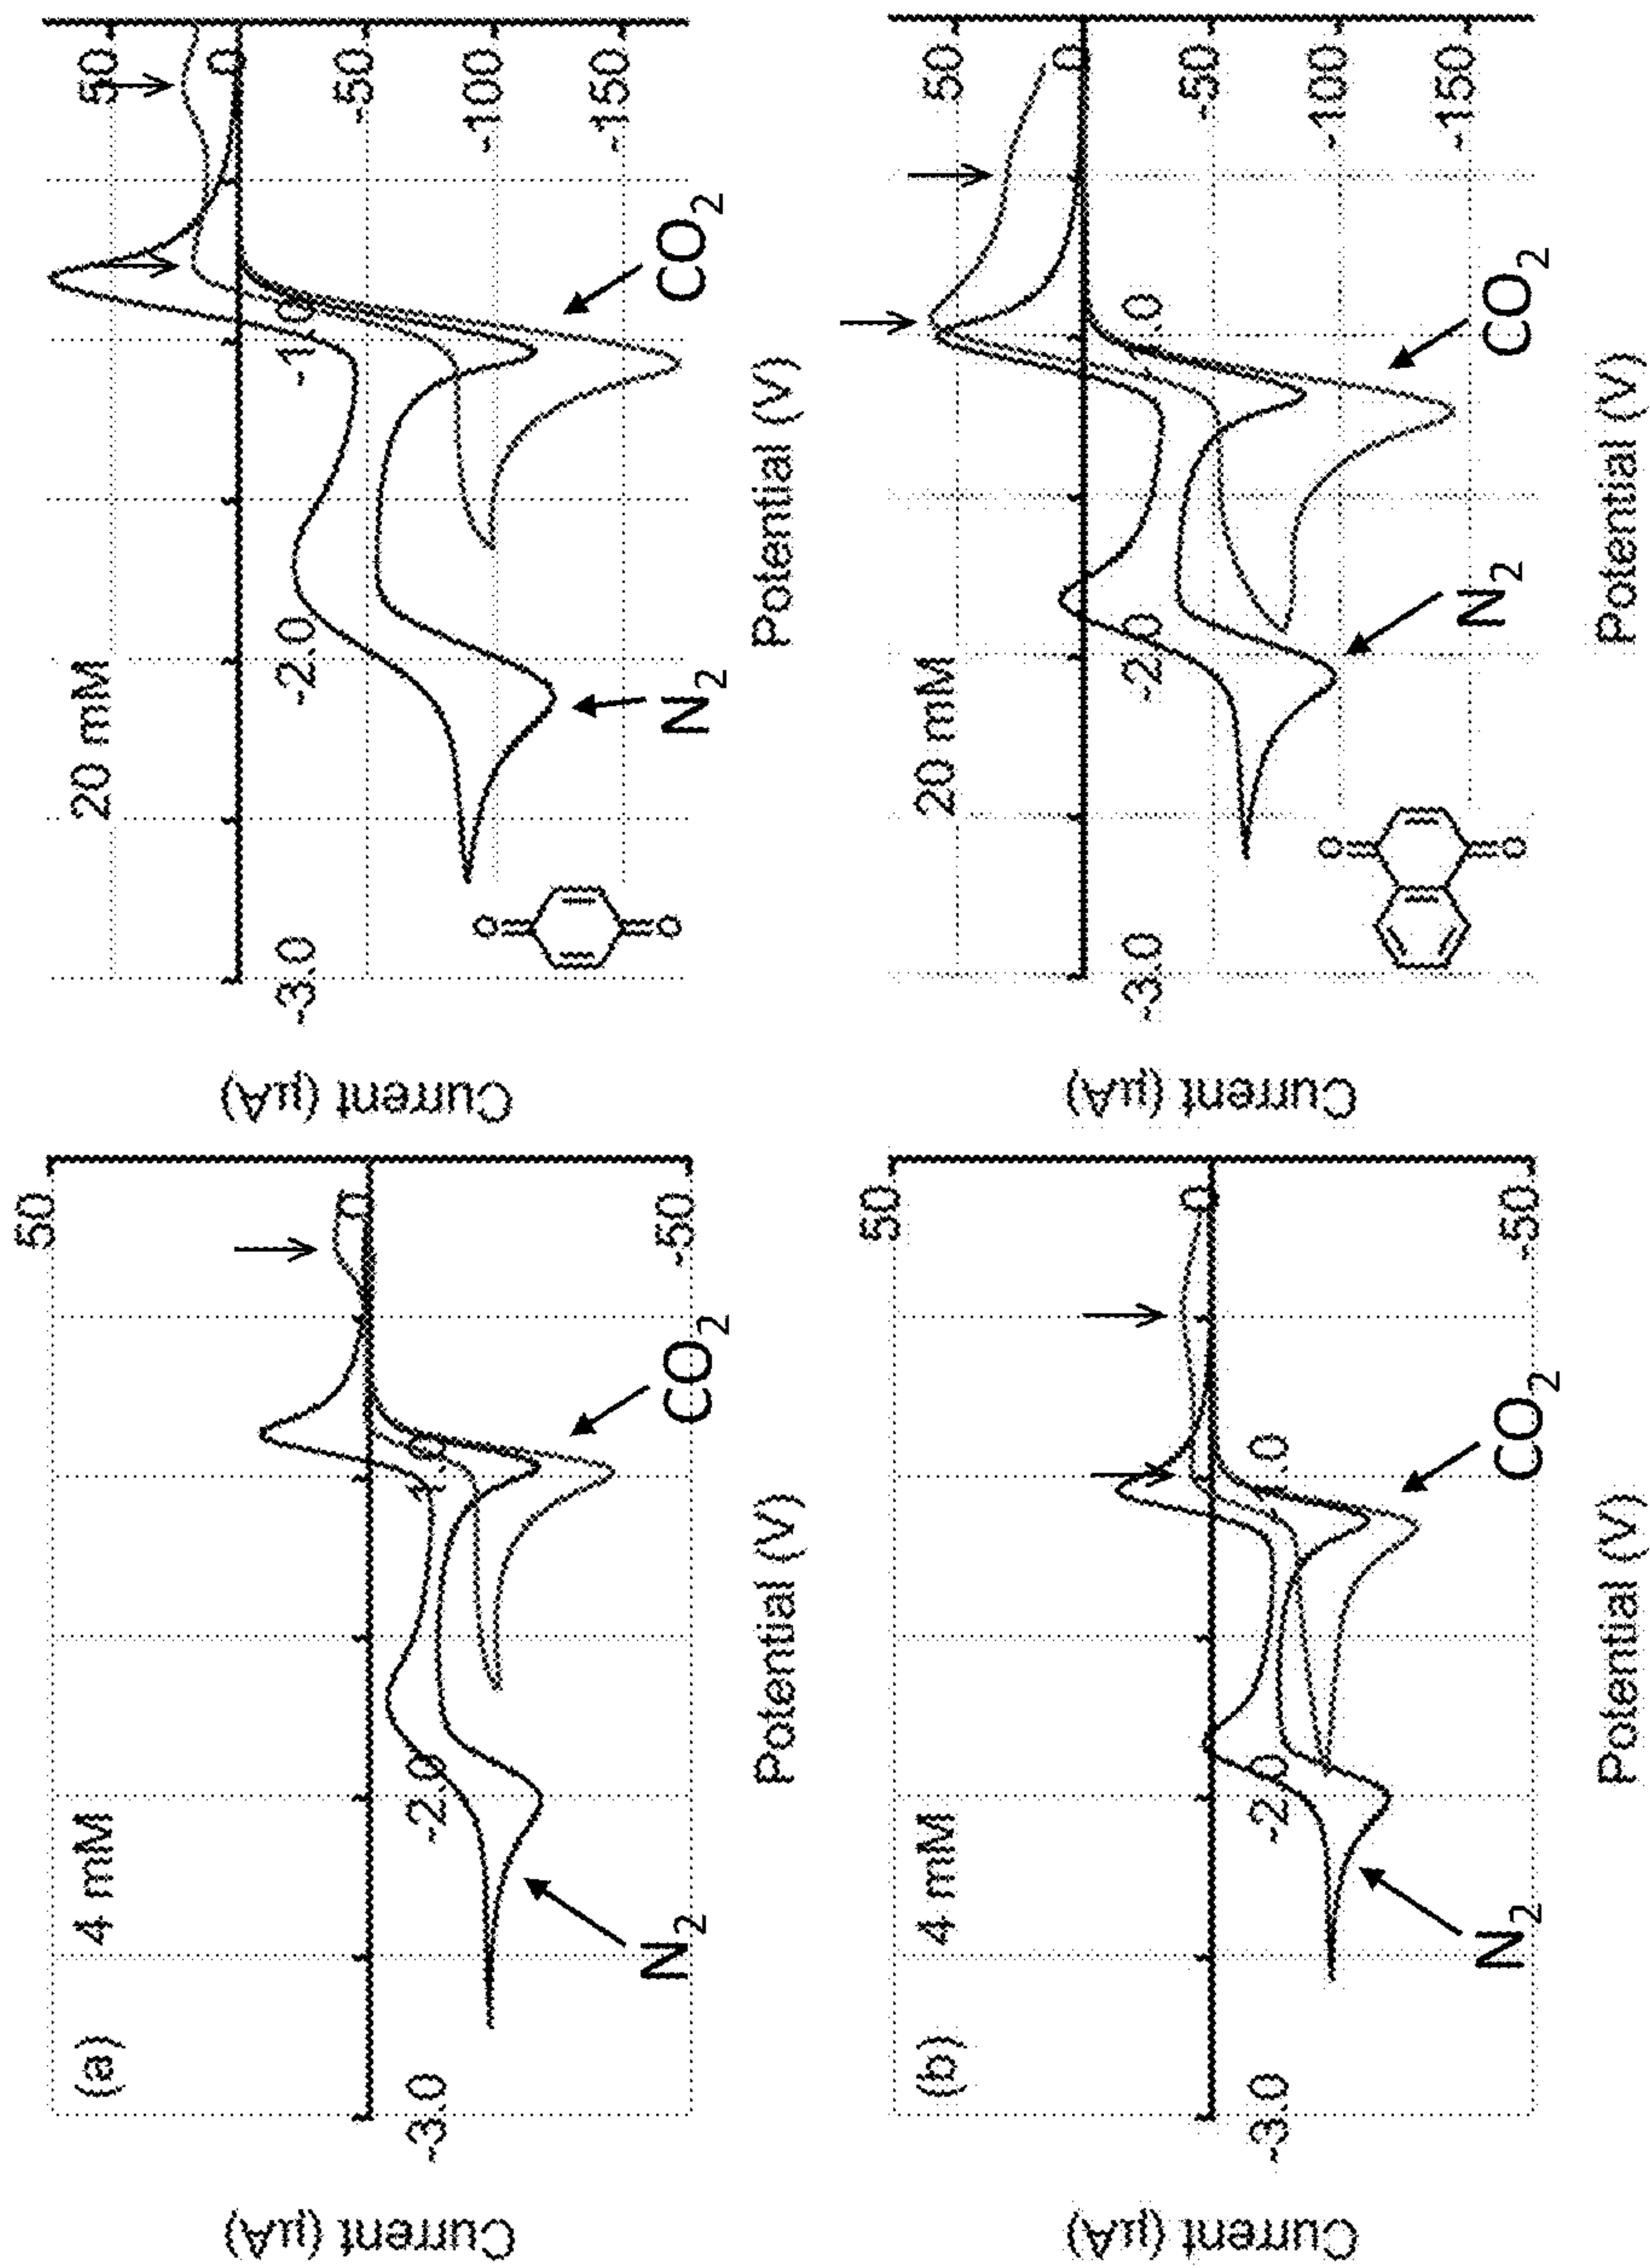 (a)
4 mM
50
0
-50
-1.0
-2.0
-3.0
Current (µA)
Potential (V)
N2
CO2
20 mM
50
0
-50
-100
-150
-1.0
-2.0
-3.0
Current (µA)
Potential (V)
N2
CO2
O
O
(b)
4 mM
50
0
-50
-1.0
-2.0
-3.0
Current (µA)
Potential (V)
N2
CO2
20 mM
50
0
-50
-100
-150
-1.0
-2.0
-3.0
Current (µA)
Potential (V)
N2
CO2
O
O